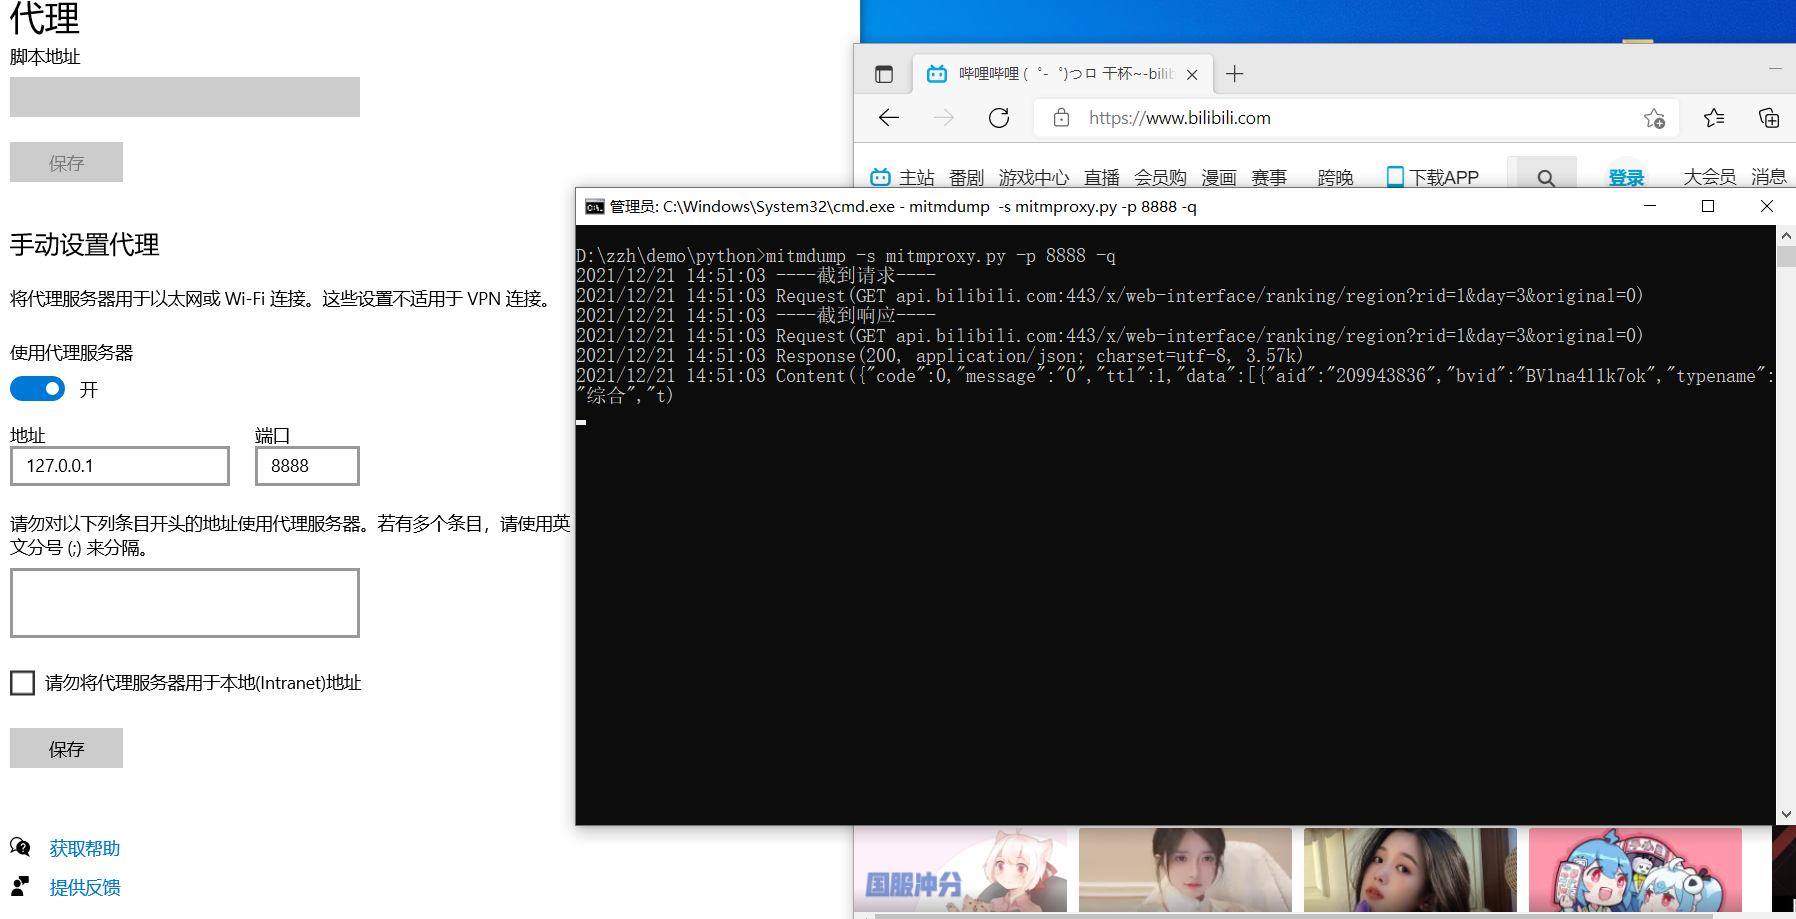 代理
脚本地址
保存
手动设置代理
将代理服务器用于以太网或 Wi-Fi 连接。这些设置不适用于 VPN 连接。
使用代理服务器
开
地址 端口
127.0.0.1 8888
请勿对以下列条目开头的地址使用代理服务器。若有多个条目，请使用英
文分号 (;) 来分隔。
请勿将代理服务器用于本地(Intranet)地址
保存
获取帮助
提供反馈
哔哩哔哩 (゜-゜)つロ 干杯~-bilib
https://www.bilibili.com
主站 番剧 游戏中心 直播 会员购 漫画 赛事 跨晚 下载APP 登录 大会员 消息
管理员: C:\Windows\System32\cmd.exe - mitmdump  -s mitmproxy.py -p 8888 -q
D:\zzh\demo\python>mitmdump -s mitmproxy.py -p 8888 -q
2021/12/21 14:51:03 ----截到请求----
2021/12/21 14:51:03 Request(GET api.bilibili.com:443/x/web-interface/ranking/region?rid=1&day=3&original=0)
2021/12/21 14:51:03 ----截到响应----
2021/12/21 14:51:03 Request(GET api.bilibili.com:443/x/web-interface/ranking/region?rid=1&day=3&original=0)
2021/12/21 14:51:03 Response(200, application/json; charset=utf-8, 3.57k)
2021/12/21 14:51:03 Content({"code":0,"message":"0","ttl":1,"data":[{"aid":"209943836","bvid":"BV1na411k7ok","typename":
"综合","t)
国服冲分